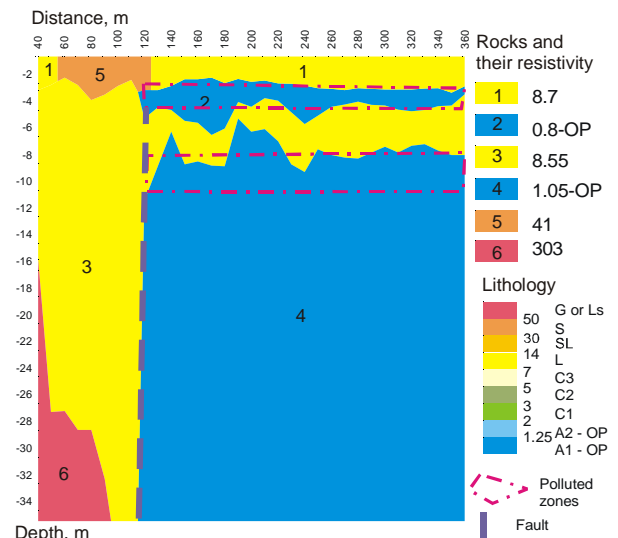 Distance, m
40 60 80 100 120 140 160 180 200 220 240 260 280 300 320 340 360
-2
-4
-6
-8
-10
-12
-14
-16
-18
-20
-22
-24
-26
-28
-30
-32
-34
Depth, m
1
5
1
2
3
4
6
Rocks and
their resistivity
1 8.7
2 0.8-OP
3 8.55
4 1.05-OP
5 41
6 303
Lithology
G or Ls
50
S
30
SL
14
L
7
C3
5
C2
3
C1
2
A2 - OP
1.25
A1 - OP
Polluted
zones
Fault